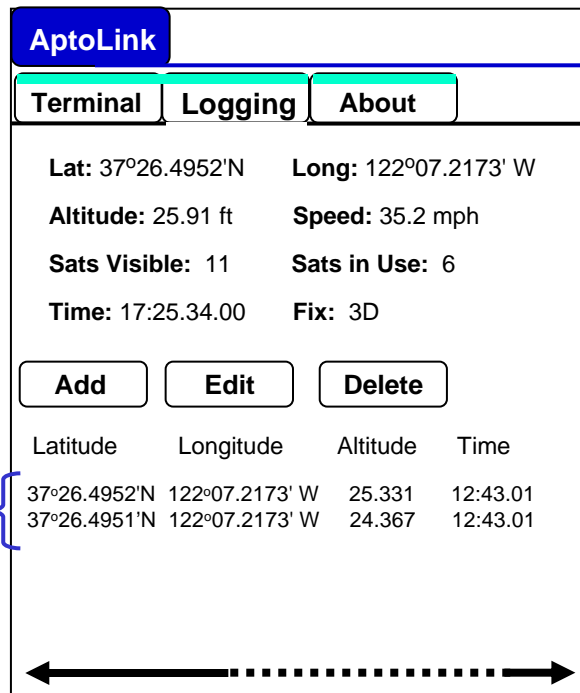 AptoLink
Terminal Logging About
Lat: 37º26.4952'N Long: 122º07.2173' W
Altitude: 25.91 ft Speed: 35.2 mph
Sats Visible: 11 Sats in Use: 6
Time: 17:25.34.00 Fix: 3D
Add Edit Delete
Latitude Longitude Altitude Time
37º26.4952'N 122º07.2173' W 25.331 12:43.01
37º26.4951’N 122º07.2173' W 24.367 12:43.01